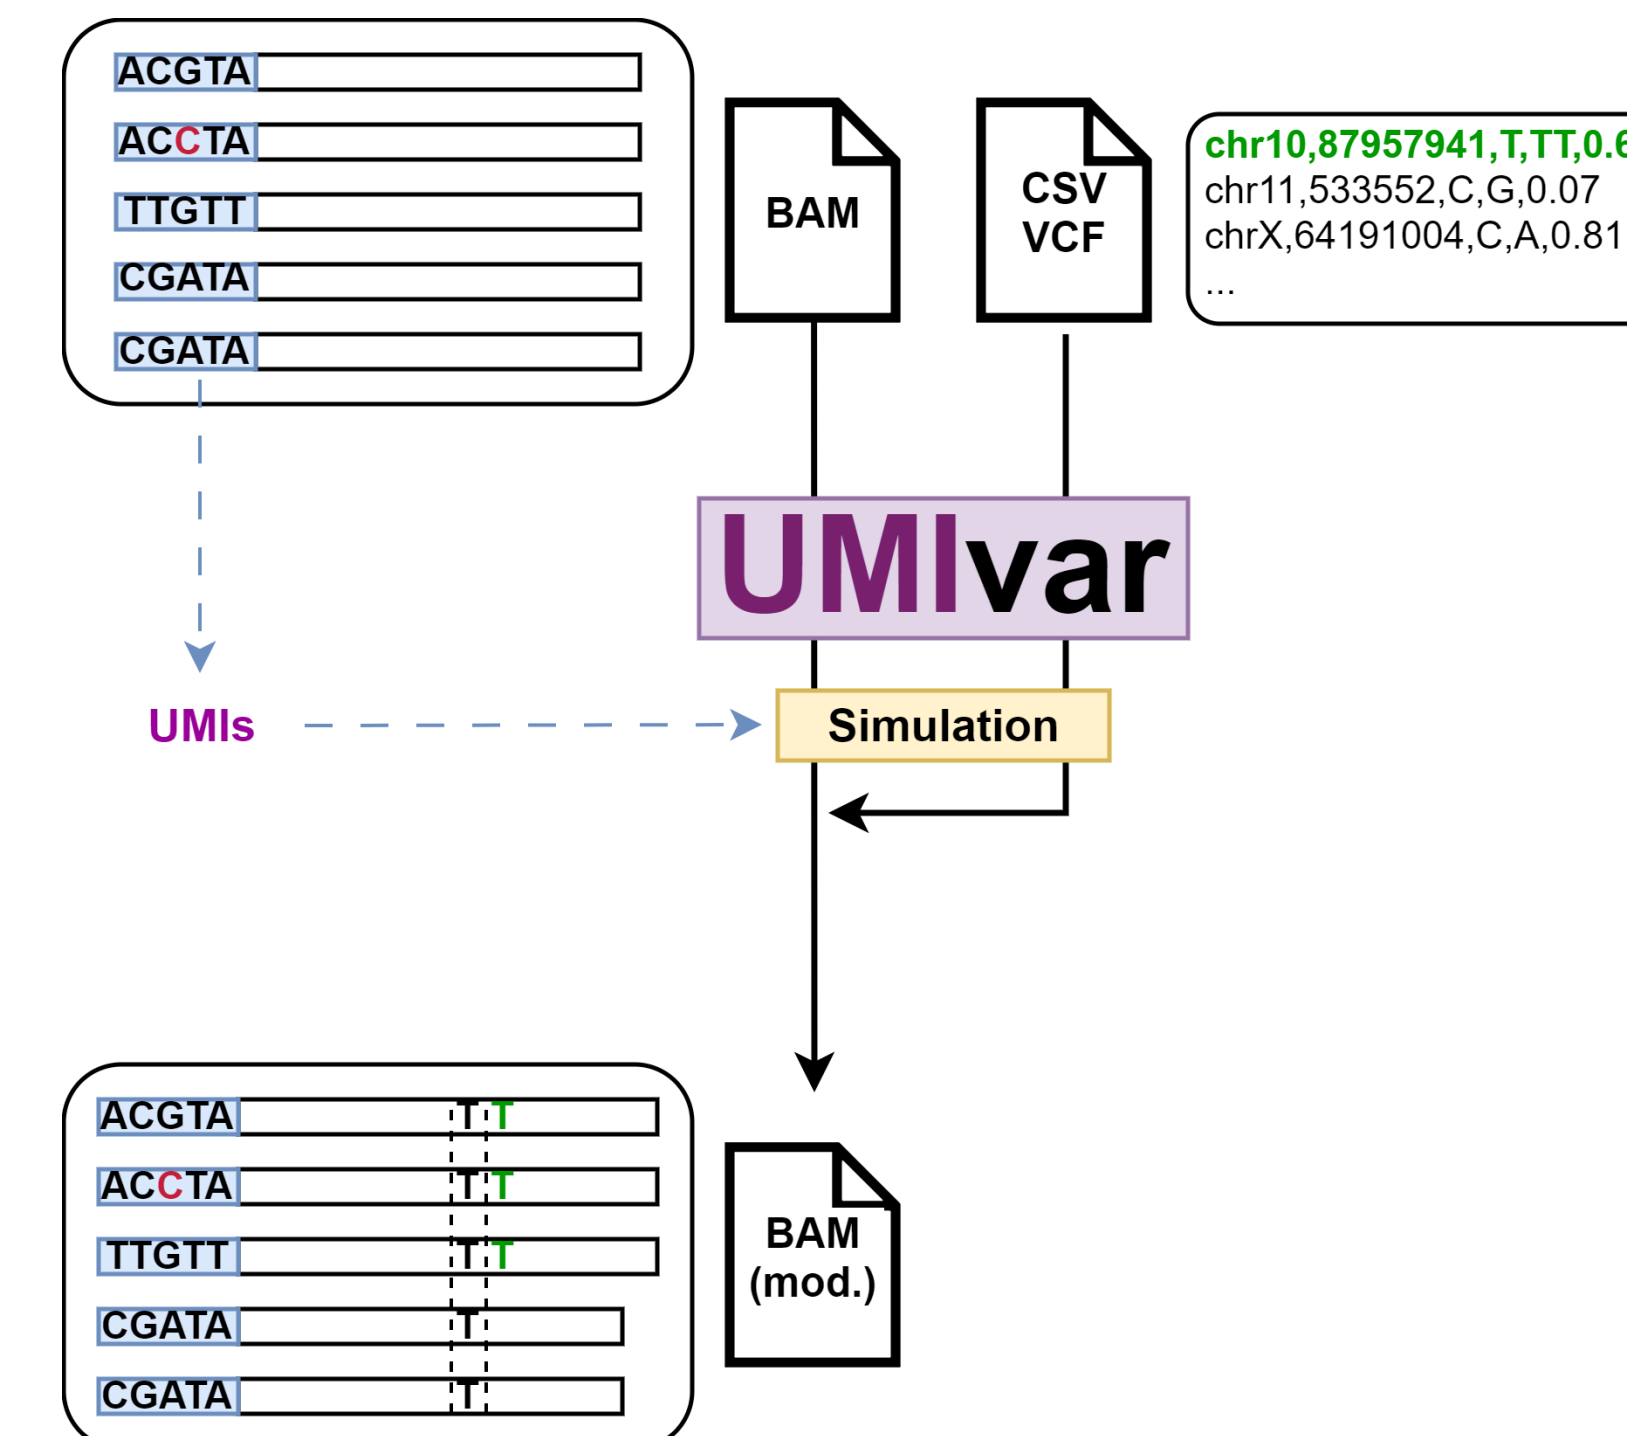 ACGTA
ACCTA
TTGTT
CGATA
CGATA
BAM
CSV
VCF
chr10,87957941,T,TT,0.6
chr11,533552,C,G,0.07
chrX,64191004,C,A,0.81
...
UMIvar
UMIs
Simulation
ACGTA T T
ACCTA T T
TTGTT T T
CGATA T
CGATA T
BAM
(mod.)